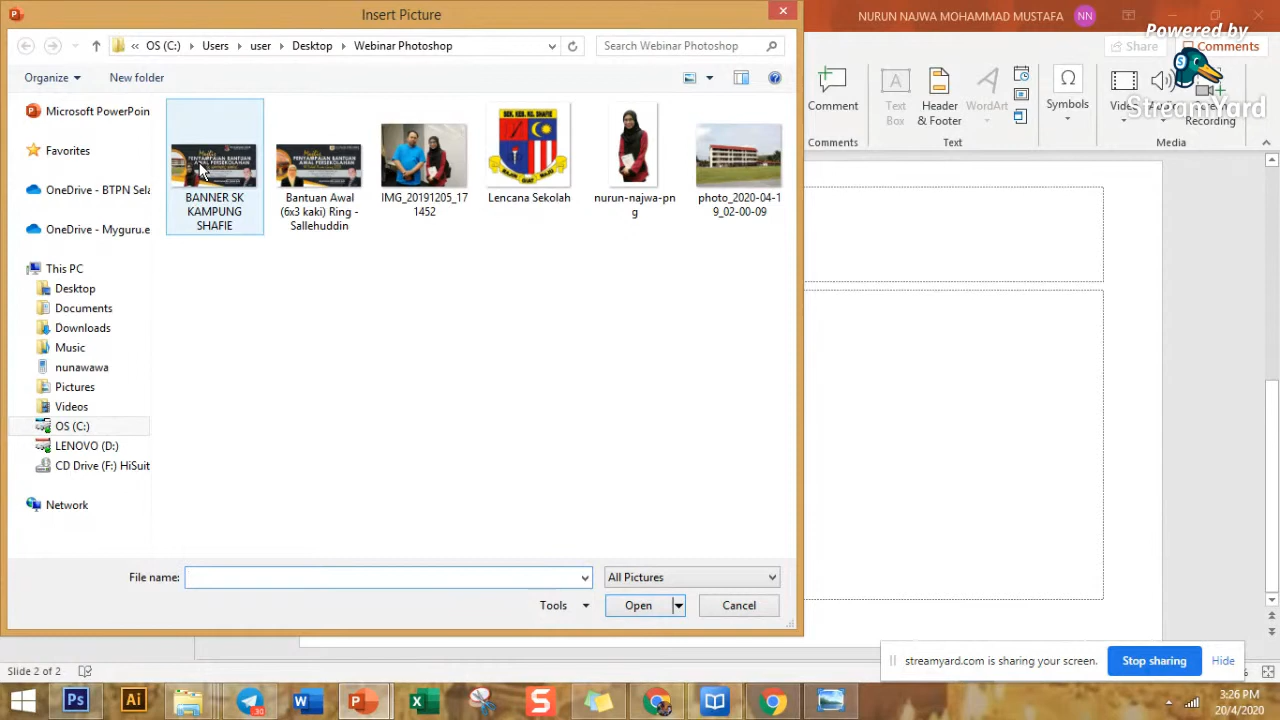 Insert Picture
NURUN NAJWA MOHAMMAD MUSTAFA
NN
Powered by
StreamYard
« OS (C:) › Users › user › Desktop › Webinar Photoshop
Search Webinar Photoshop
Share
Comments
Organize
New folder
Microsoft PowerPoin
Favorites
OneDrive - BTPN Sela
OneDrive - Myguru.e
This PC
Desktop
Documents
Downloads
Music
nunawawa
Pictures
Videos
OS (C:)
LENOVO (D:)
CD Drive (F:) HiSuit
Network
BANNER SK
KAMPUNG
SHAFIE
Bantuan Awal
(6x3 kaki) Ring -
Sallehuddin
IMG_20191205_17
1452
Lencana Sekolah
nurun-najwa-pn
g
photo_2020-04-1
9_02-00-09
Comment
Comments
Text
Box
Header
& Footer
WordArt
Text
Symbols
Video
Recording
Media
File name:
All Pictures
Tools
Open
Cancel
Slide 2 of 2
streamyard.com is sharing your screen.
Stop sharing
Hide
Ps
Ai
30
W
P
X
S
3:26 PM
20/4/2020